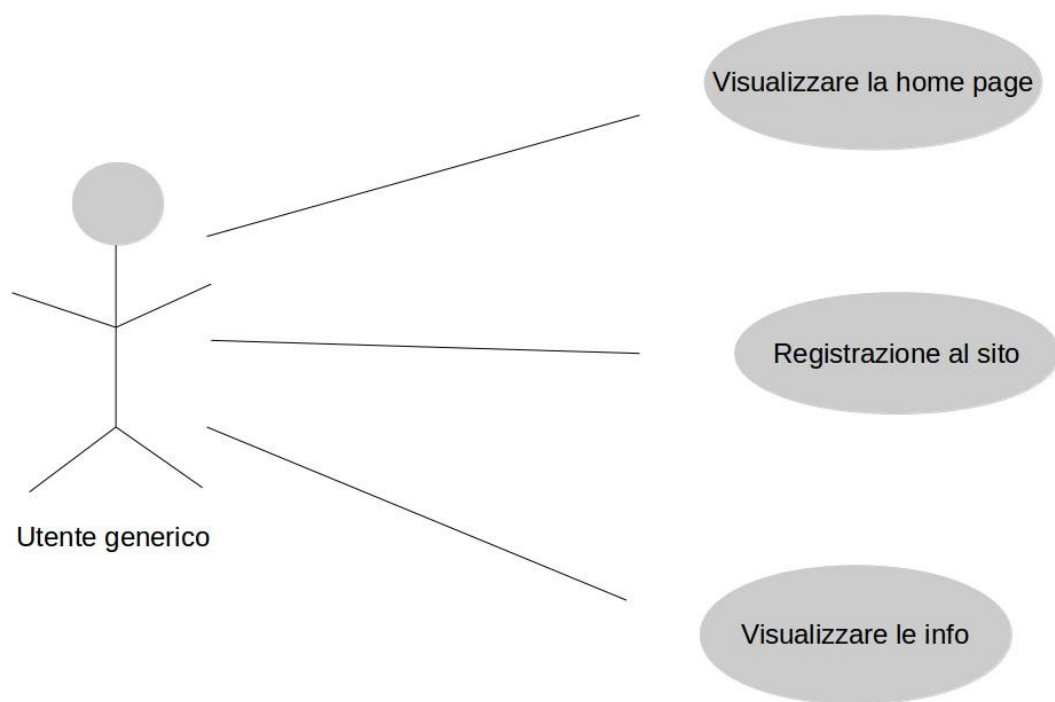 Visualizzare la home page
Registrazione al sito
Utente generico
Visualizzare le info